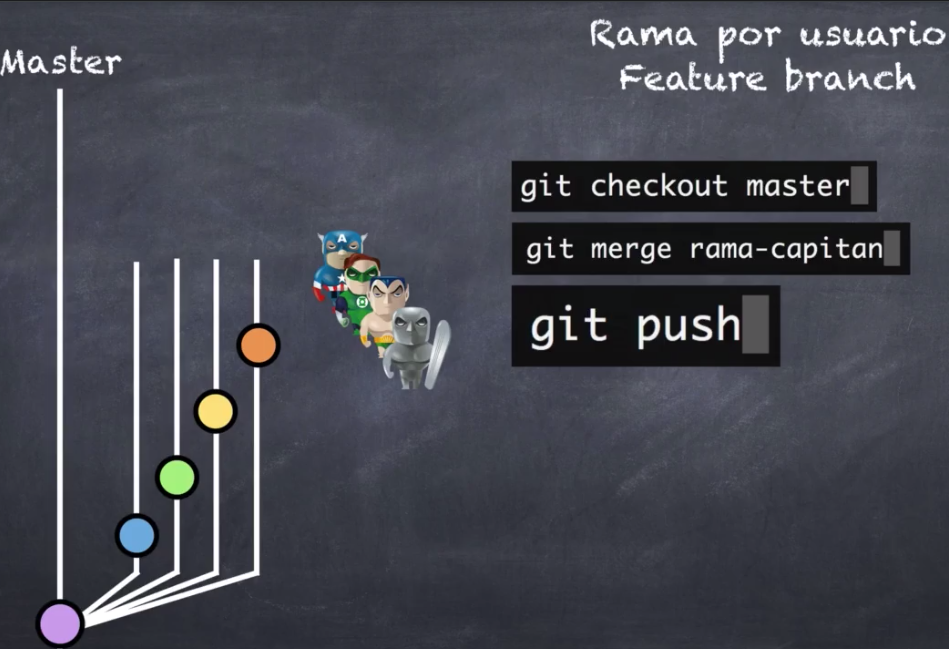 Rama por usuario
Feature branch
Master
git checkout master
git merge rama-capitan
git push